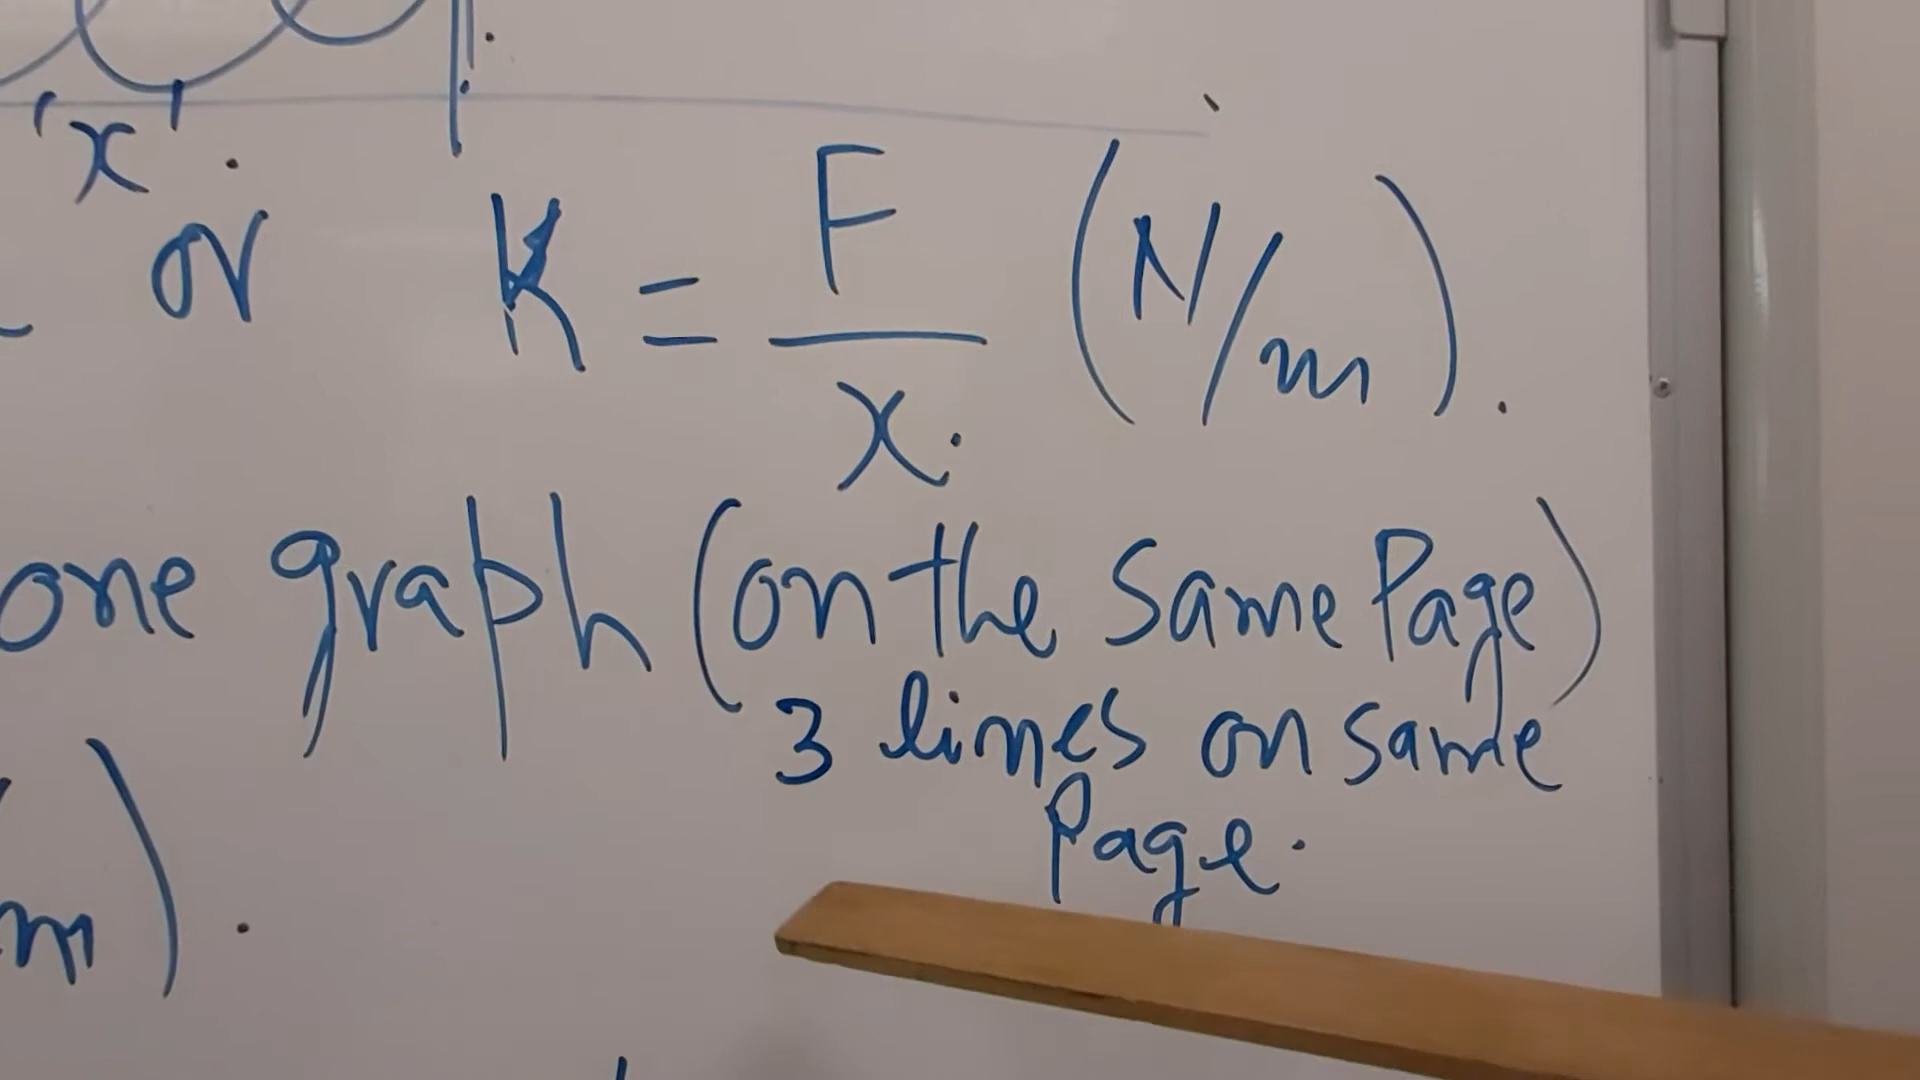 'x'.
or K = F/x. (N/m).
one graph (on the same Page)
3 lines on same
Page.
m).